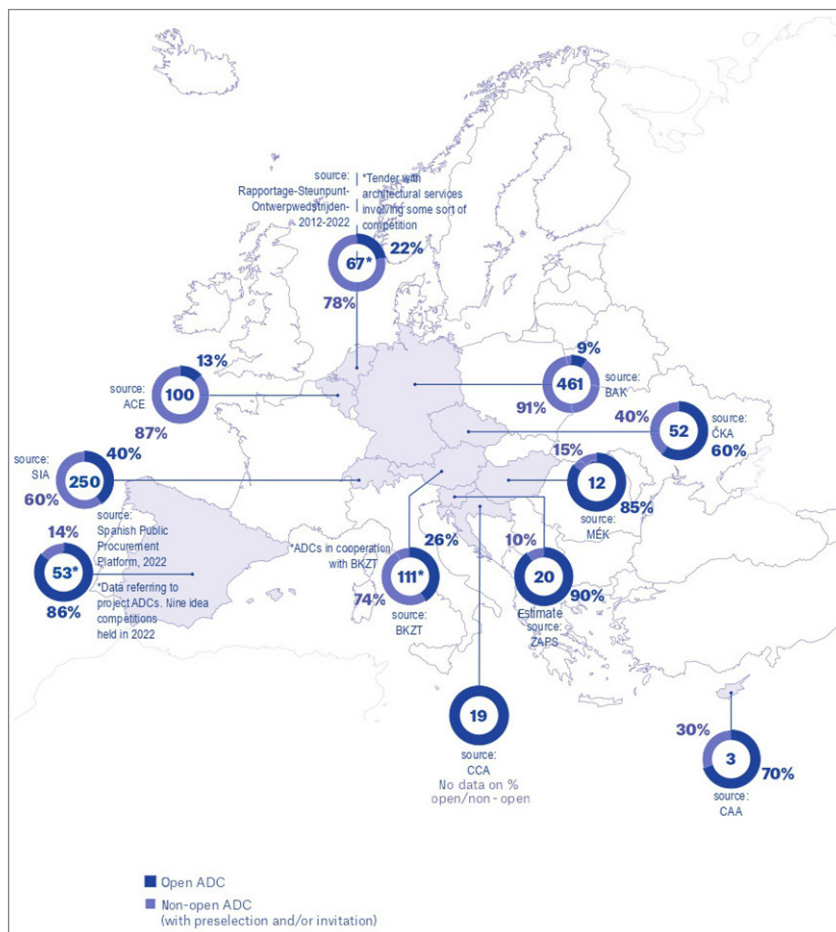 source:
Rapportage-Steunpunt-
Ontwerpwedstrijden-
2012-2022
*Tender with
architectural services
involving some sort of
competition
67*
22%
78%
13%
source:
ACE
100
87%
9%
461
source:
BAK
91%
40%
52
source:
ČKA
60%
40%
source:
SIA
250
60%
15%
12
85%
source:
MÉK
14%
source:
Spanish Public
Procurement
Platform, 2022
53*
86%
*Data referring to
project ADCs. Nine idea
competitions
held in 2022
*ADCs in cooperation
with BKZT
26%
111*
74%
source:
BKZT
10%
20
90%
Estimate
source:
ZAPS
19
source:
CCA
No data on %
open/non-open
30%
3
70%
source:
CAA
Open ADC
Non-open ADC
(with preselection and/or invitation)